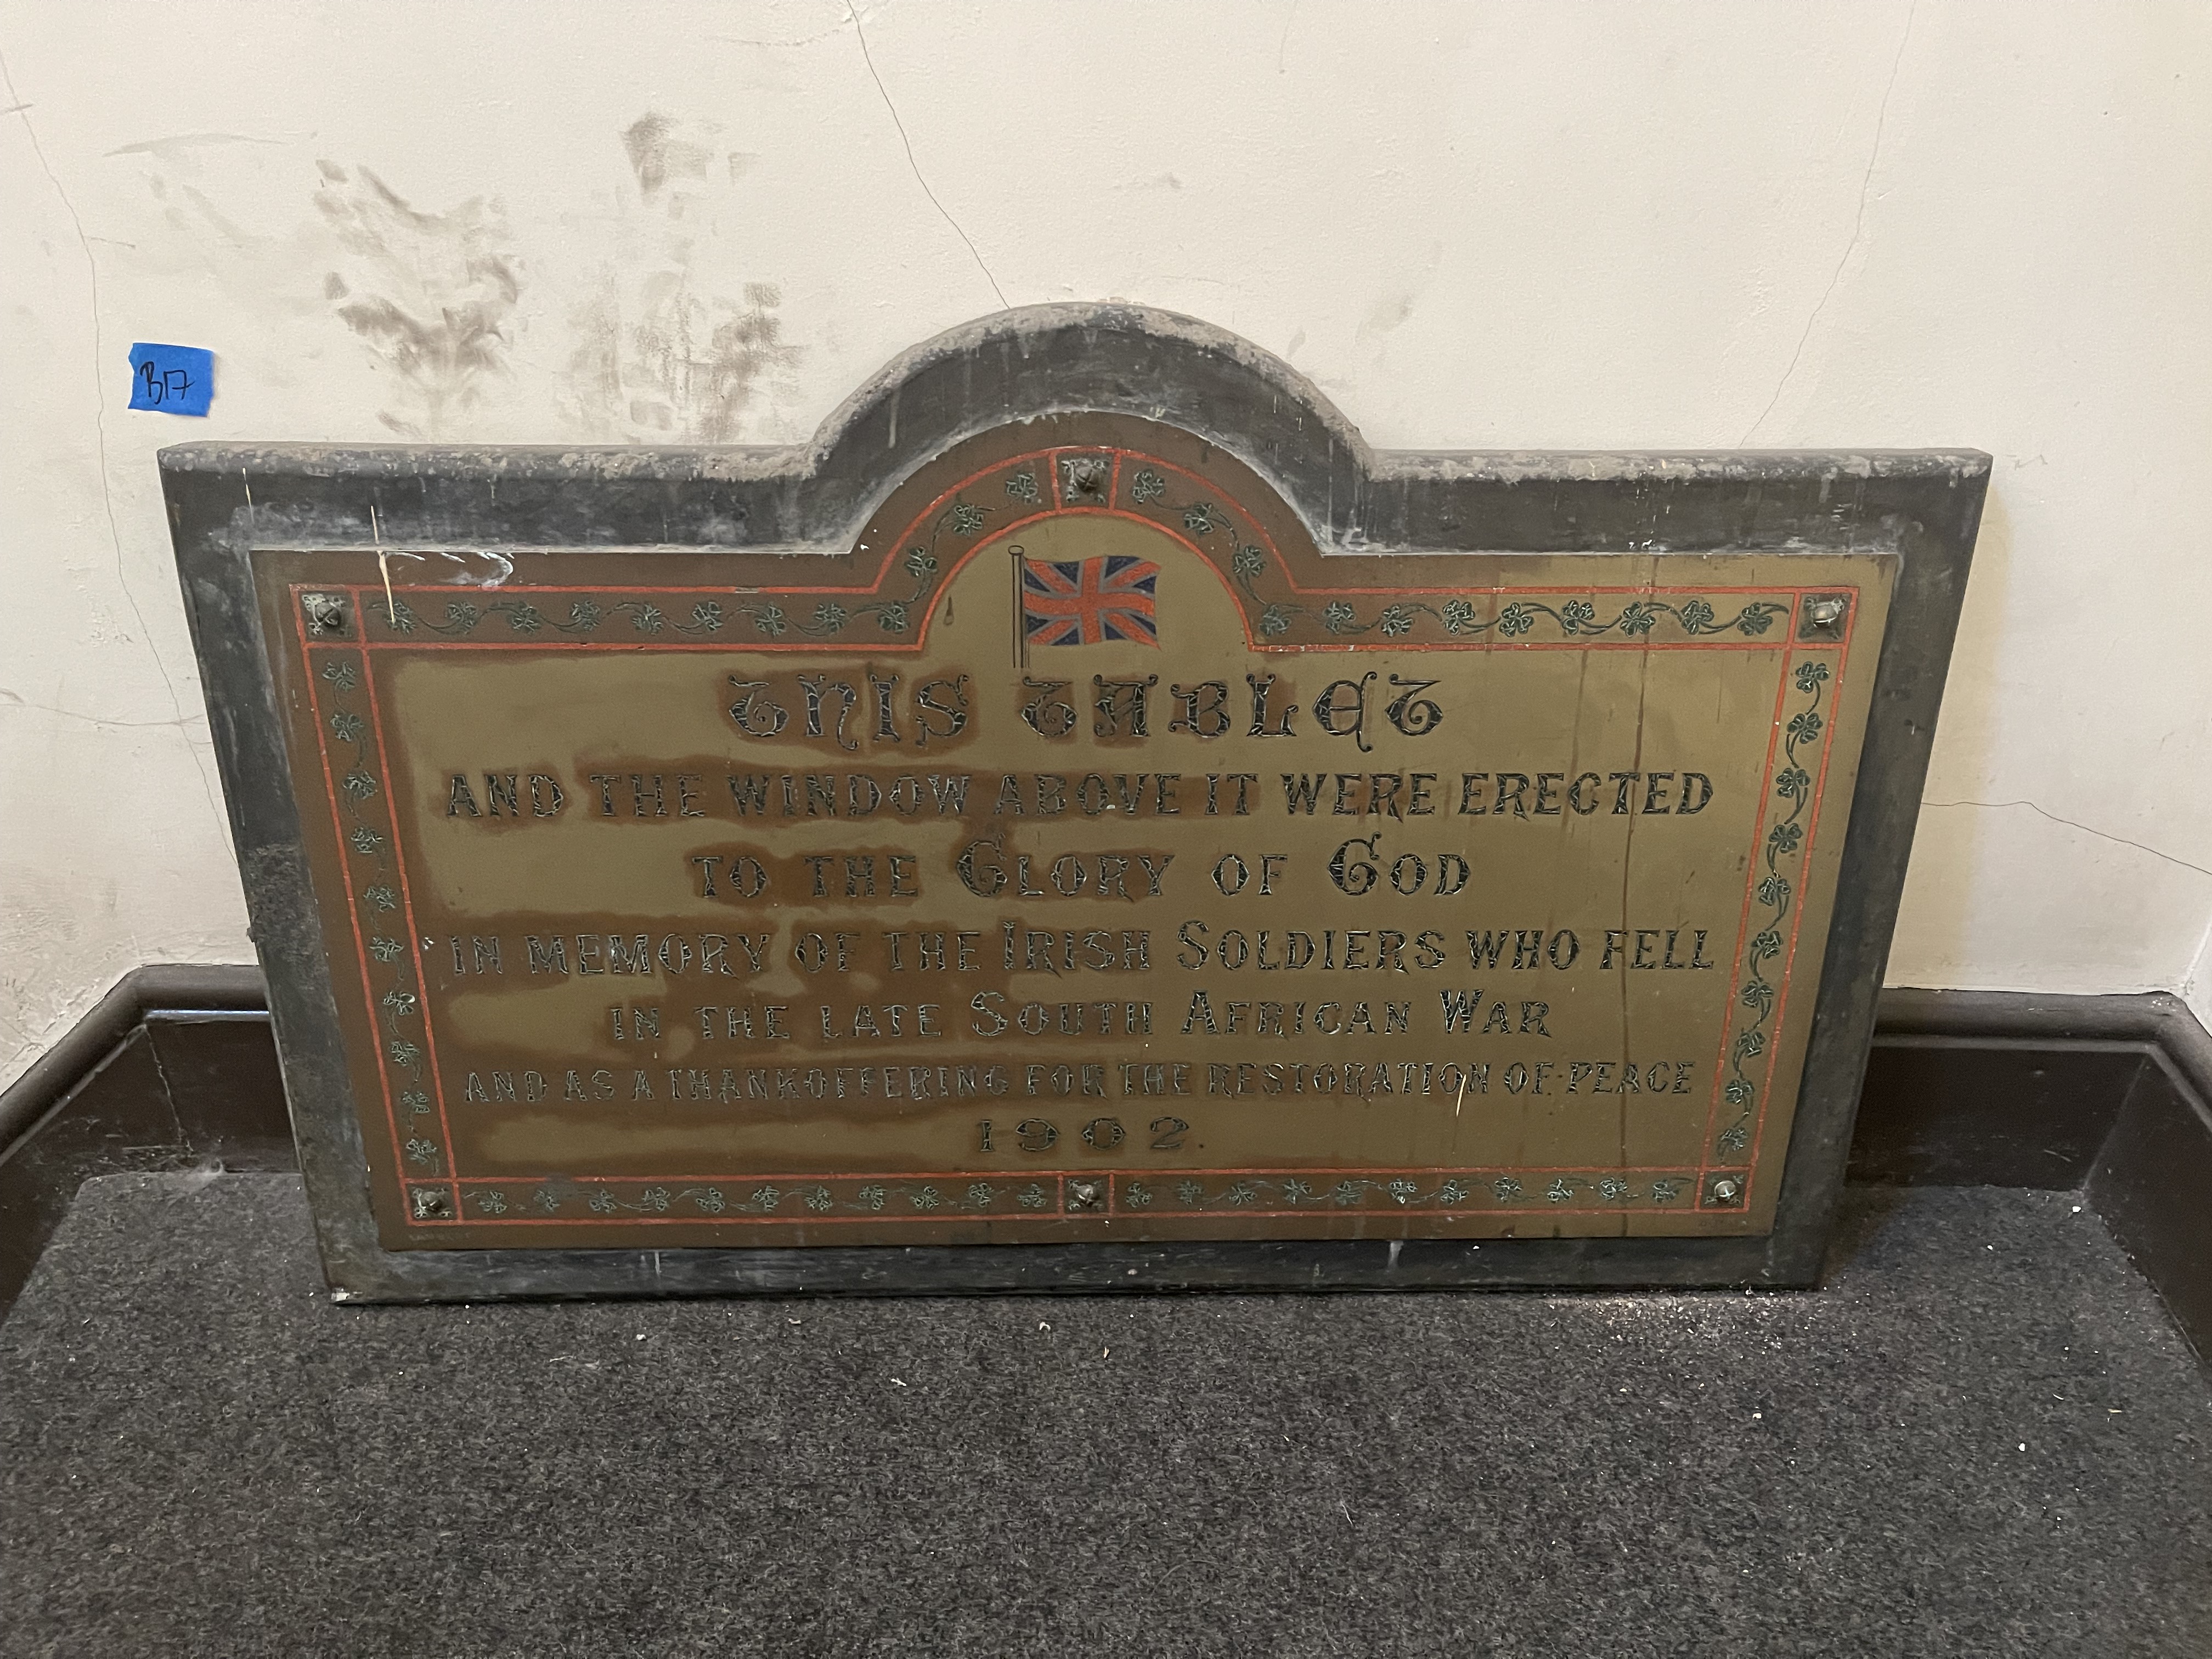 B17
THIS TABLET
AND THE WINDOW ABOVE IT WERE ERECTED
TO THE GLORY OF GOD
IN MEMORY OF THE IRISH SOLDIERS WHO FELL
IN THE LATE SOUTH AFRICAN WAR
AND AS A THANKOFFERING FOR THE RESTORATION OF PEACE
1902.